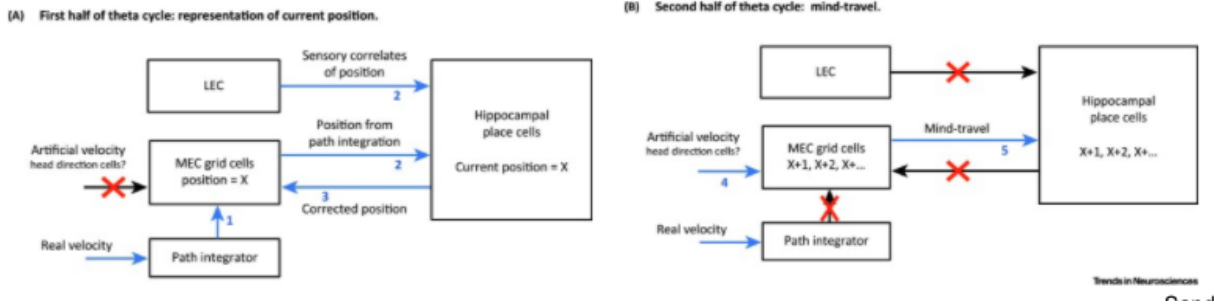 (A) First half of theta cycle: representation of current position.
Sensory correlates
of position
LEC
2
Hippocampal
place cells
Current position = X
Position from
path integration
2
Artificial velocity
head direction cells?
MEC grid cells
position = X
3
Corrected position
1
Real velocity
Path integrator
(B) Second half of theta cycle: mind-travel.
LEC
Hippocampal
place cells
X+1, X+2, X+...
Mind-travel
5
Artificial velocity
head direction cells?
4
MEC grid cells
X+1, X+2, X+...
Real velocity
Path integrator
Trends in Neurosciences